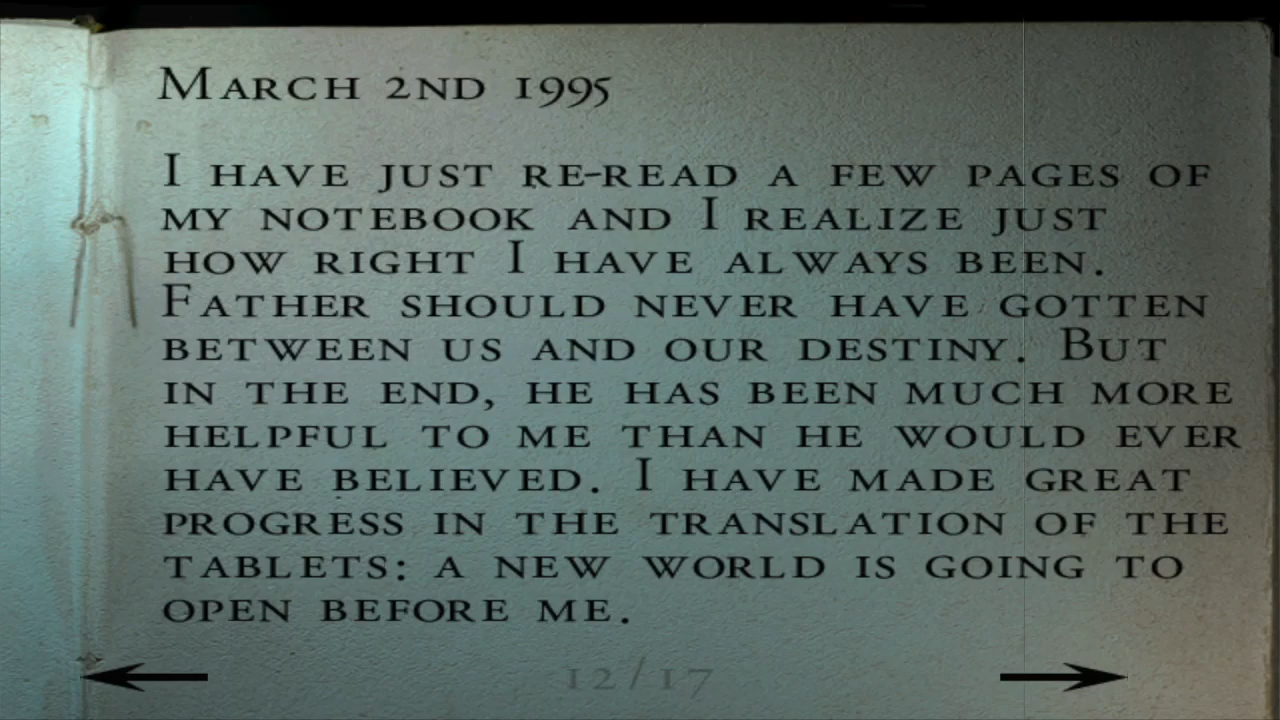 March 2nd 1995
I have just re-read a few pages of
my notebook and I realize just
how right I have always been.
Father should never have gotten
between us and our destiny. But
in the end, he has been much more
helpful to me than he would ever
have believed. I have made great
progress in the translation of the
tablets: a new world is going to
open before me.
12/17